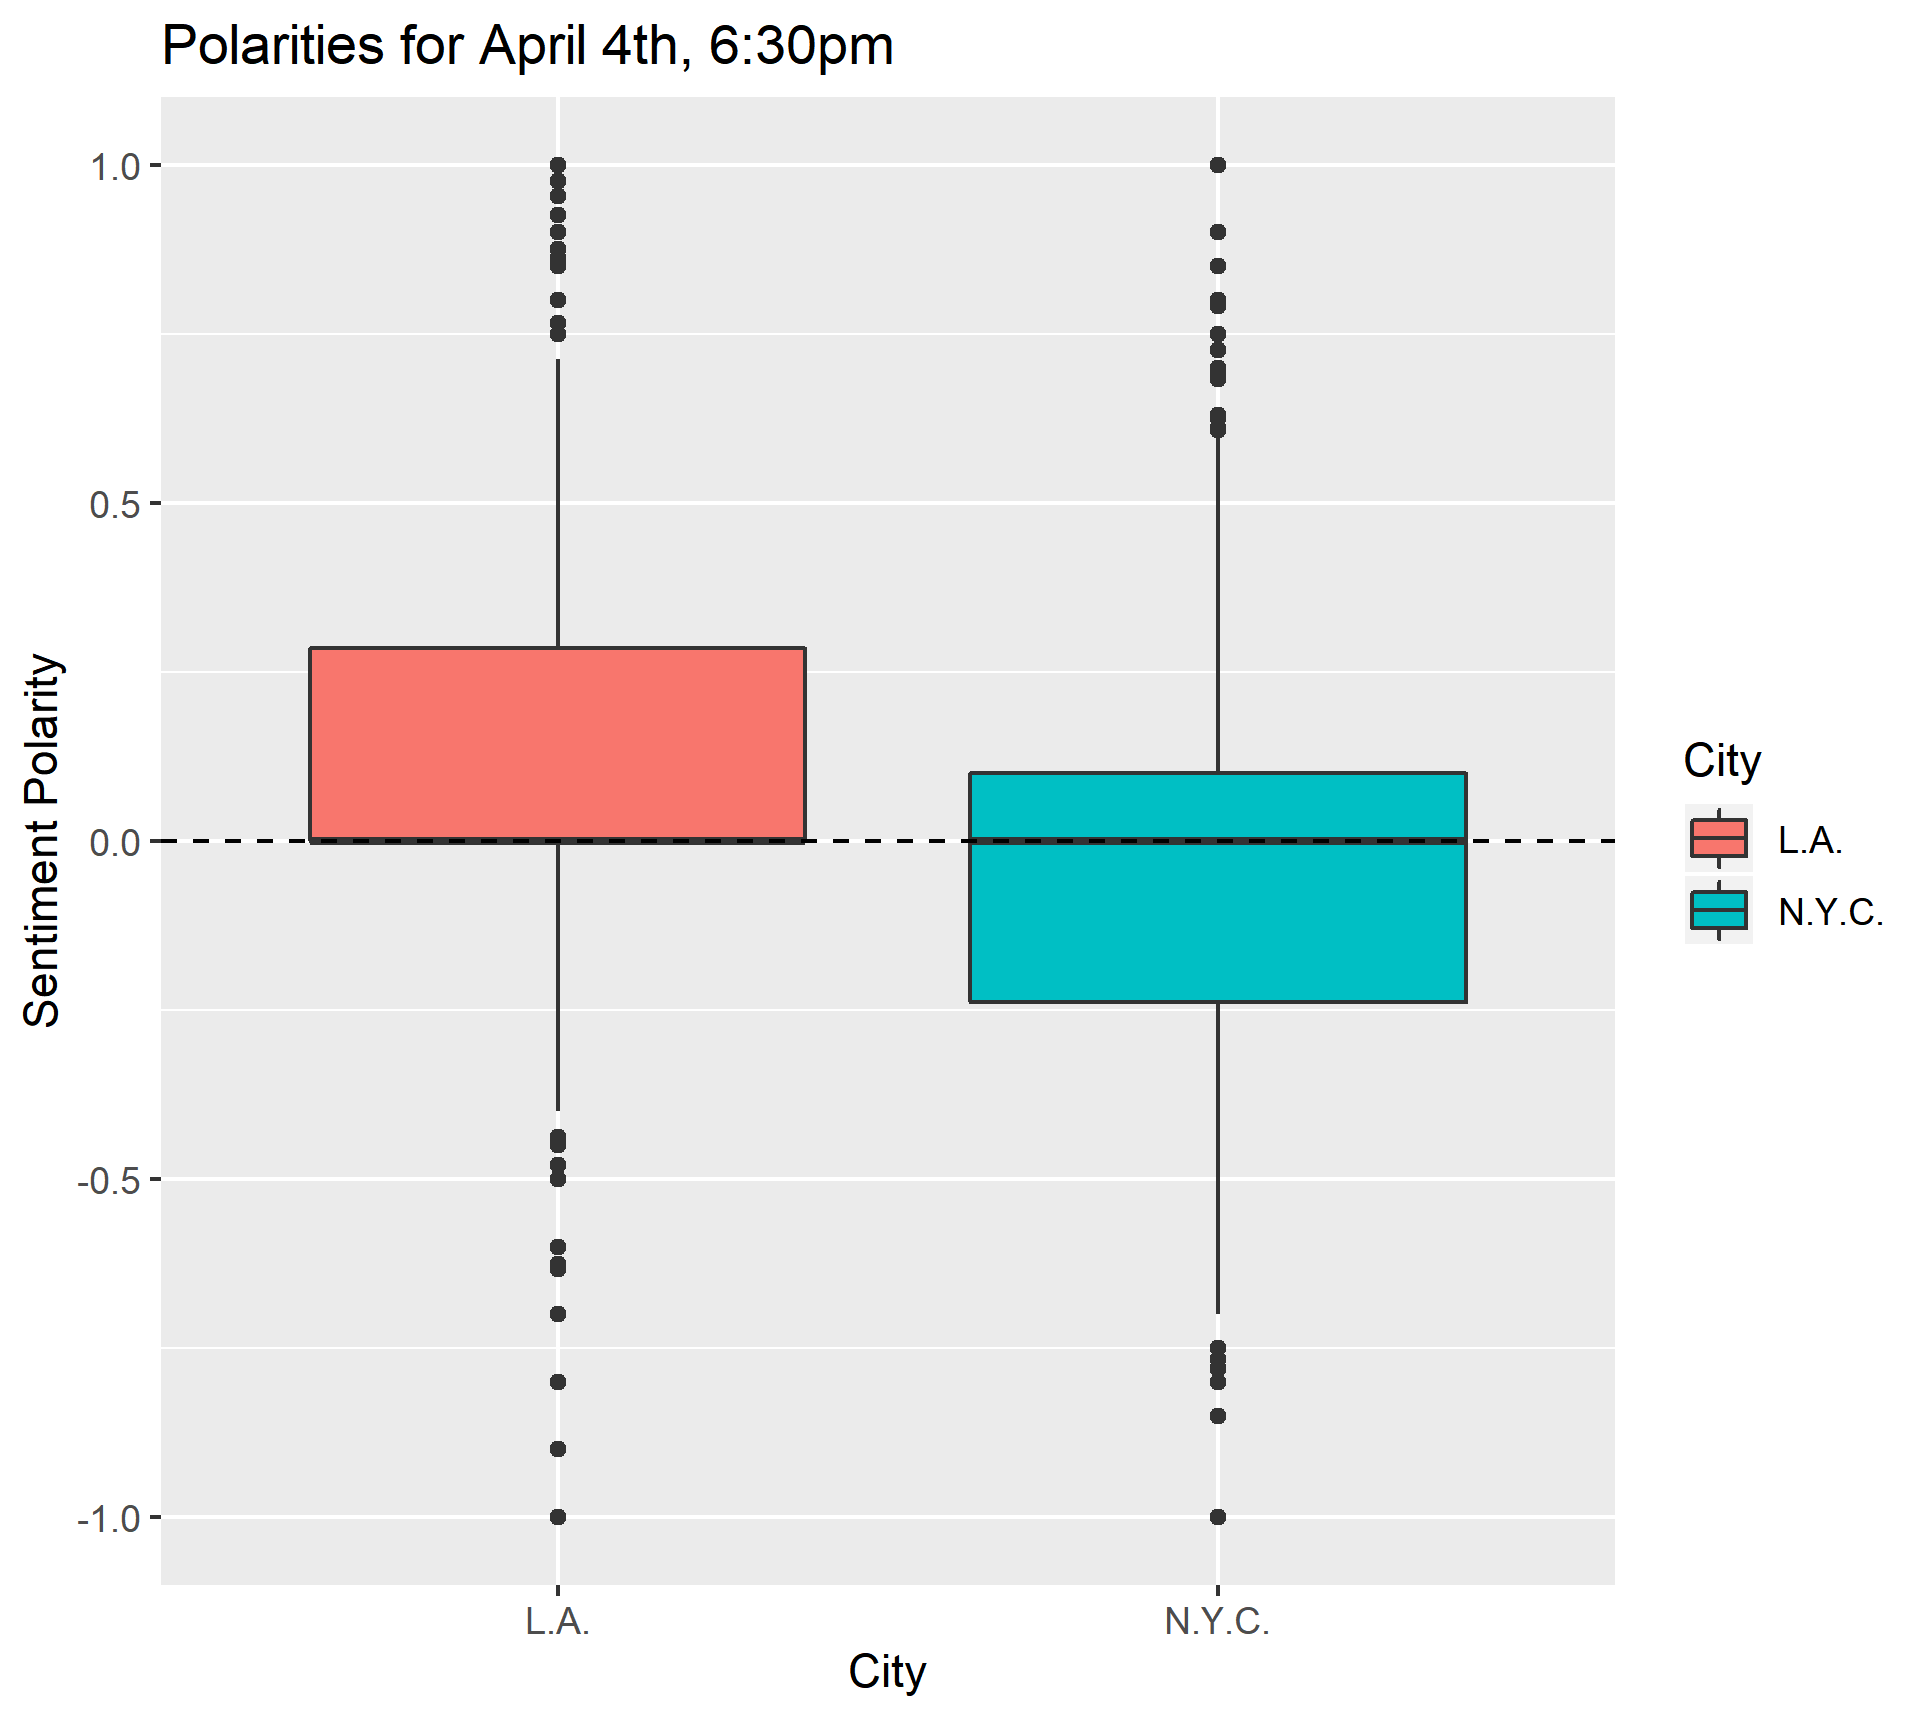 Polarities for April 4th, 6:30pm
Sentiment Polarity
1.0
0.5
0.0
-0.5
-1.0
L.A.
N.Y.C.
City
City
L.A.
N.Y.C.